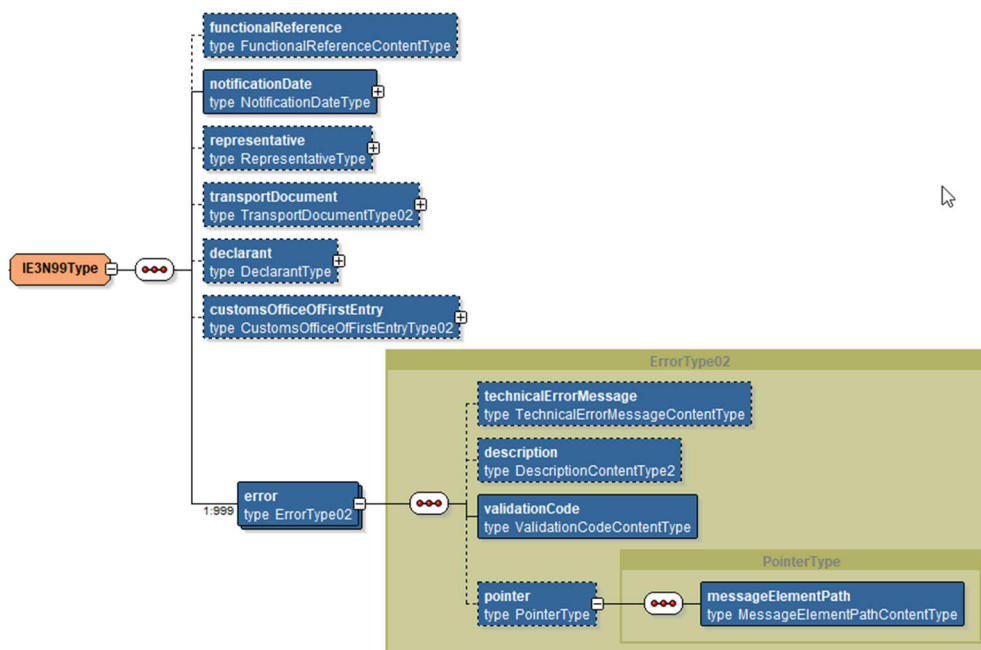 functionalReference
type FunctionalReferenceContentType
notificationDate
type NotificationDateType
representative
type RepresentativeType
transportDocument
type TransportDocumentType02
declarant
type DeclarantType
IE3N99Type
customsOfficeOfFirstEntry
type CustomsOfficeOfFirstEntryType02
ErrorType02
technicalErrorMessage
type TechnicalErrorMessageContentType
description
type DescriptionContentType2
error
type ErrorType02
1:999
validationCode
type ValidationCodeContentType
PointerType
pointer
type PointerType
messageElementPath
type MessageElementPathContentType